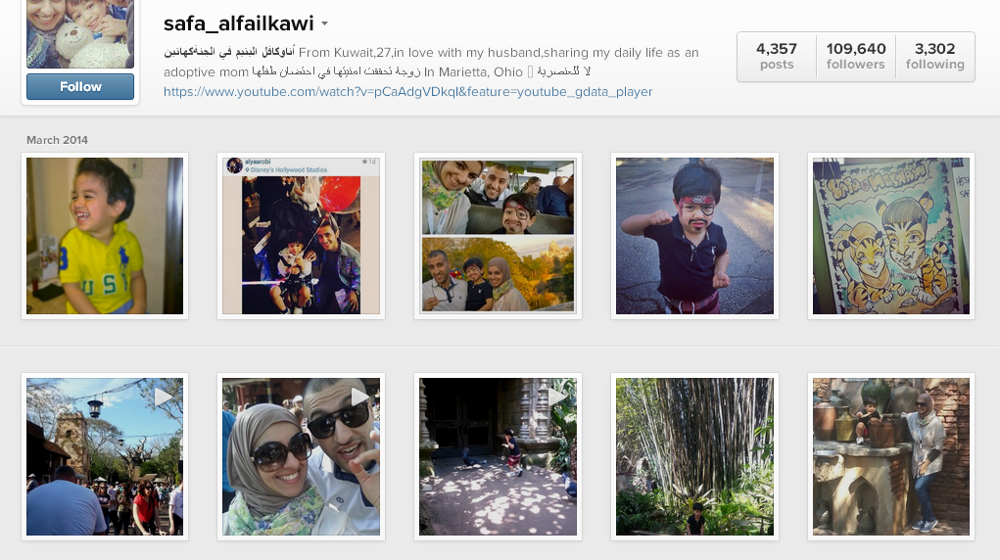 safa_alfailkawi
أناوكافل اليتيم في الجنةكهاتين From Kuwait,27,in love with my husband,sharing my daily life as an
adoptive mom زوجة تحققت امنيتها في احتضان طفلها In Marietta, Ohio لا للعنصرية
https://www.youtube.com/watch?v=pCaAdgVDkqI&feature=youtube_gdata_player
Follow
4,357 109,640 3,302
posts followers following
March 2014
alyaarobi 1d
Disney's Hollywood Studios
U S